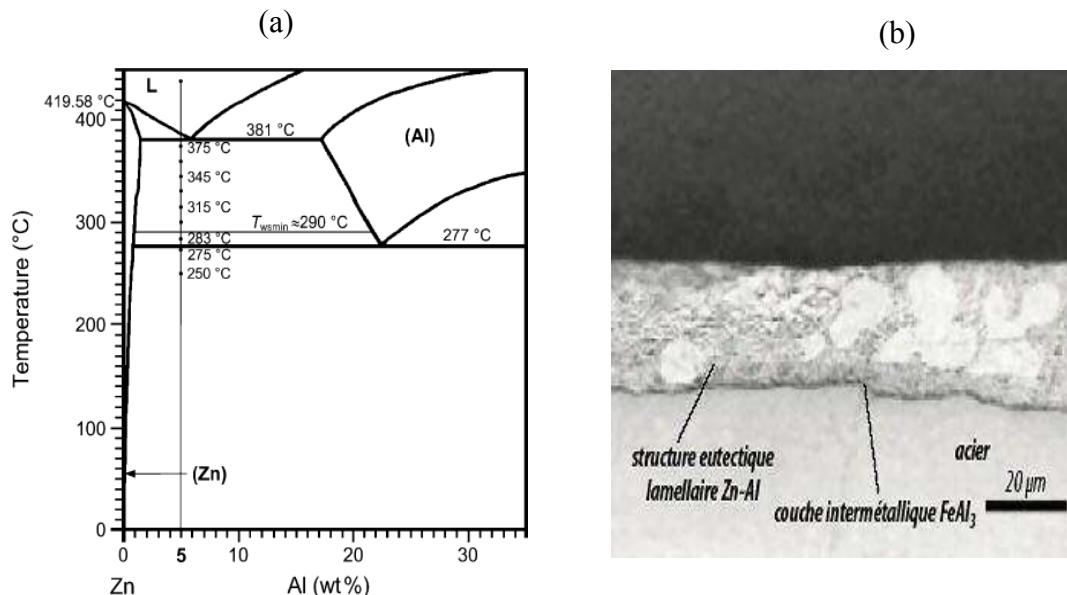 (a)
(b)
L
419.58 °C
400
381 °C
(Al)
375 °C
345 °C
315 °C
300
T_wsmin ≈290 °C
283 °C
277 °C
275 °C
250 °C
200
100
(Zn)
0
Temperature (°C)
0 5 10 20 30
Zn
Al (wt%)
structure eutectique
lamellaire Zn-Al
acier
couche intermétallique FeAl₃
20 µm